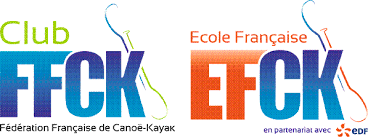 Club
FFCK
Fédération Française de Canoë-Kayak
Ecole Française
EFCK
en partenariat avec eDF